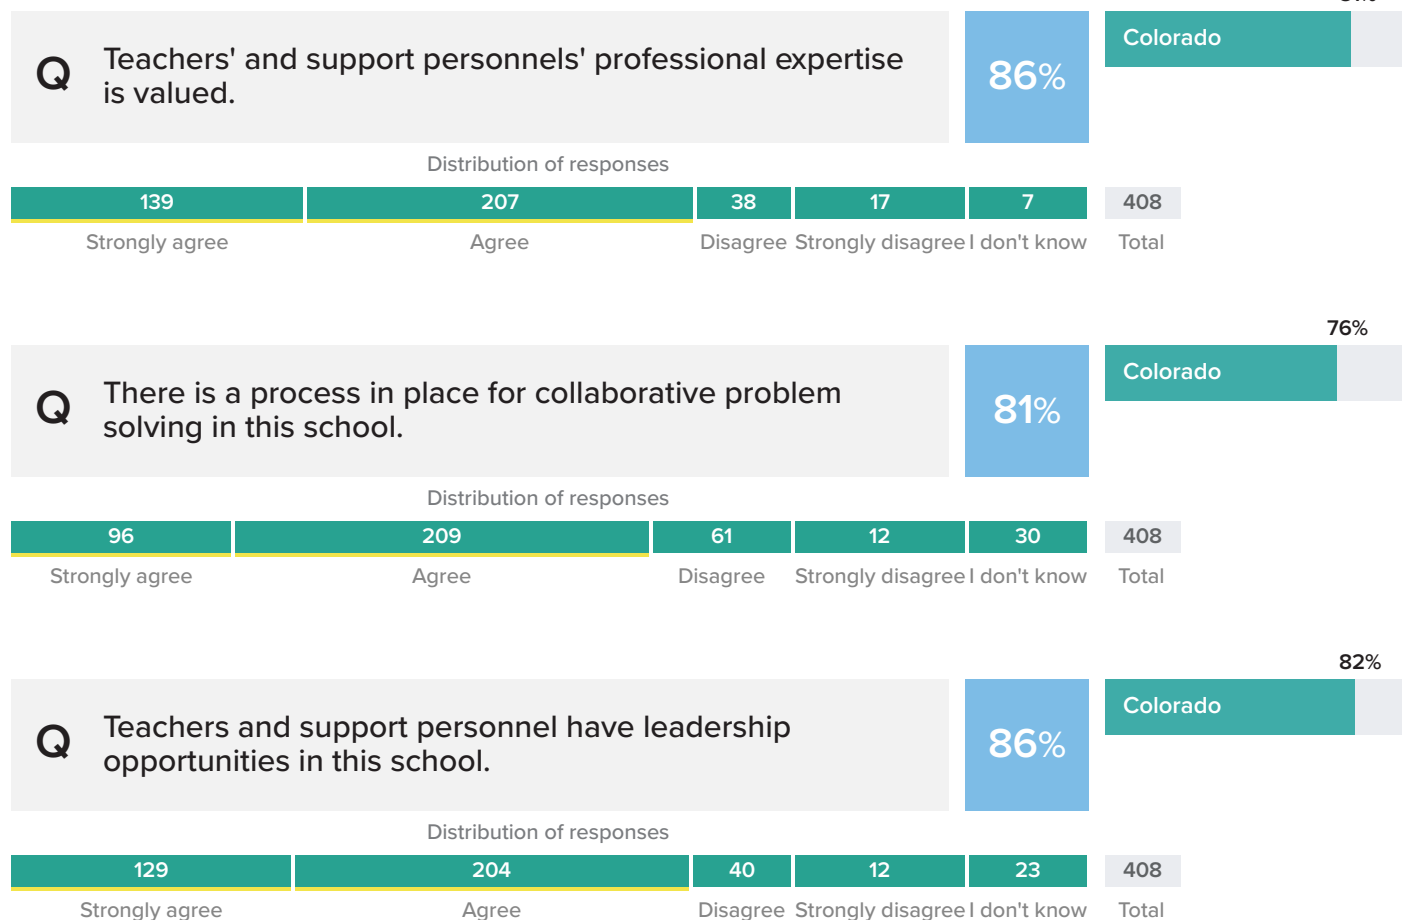 Q Teachers' and support personnels' professional expertise
is valued.
86%
Colorado
Distribution of responses
139 207 38 17 7 408
Strongly agree Agree Disagree Strongly disagree I don't know Total
76%
Q There is a process in place for collaborative problem
solving in this school.
81%
Colorado
Distribution of responses
96 209 61 12 30 408
Strongly agree Agree Disagree Strongly disagree I don't know Total
82%
Q Teachers and support personnel have leadership
opportunities in this school.
86%
Colorado
Distribution of responses
129 204 40 12 23 408
Strongly agree Agree Disagree Strongly disagree I don't know Total